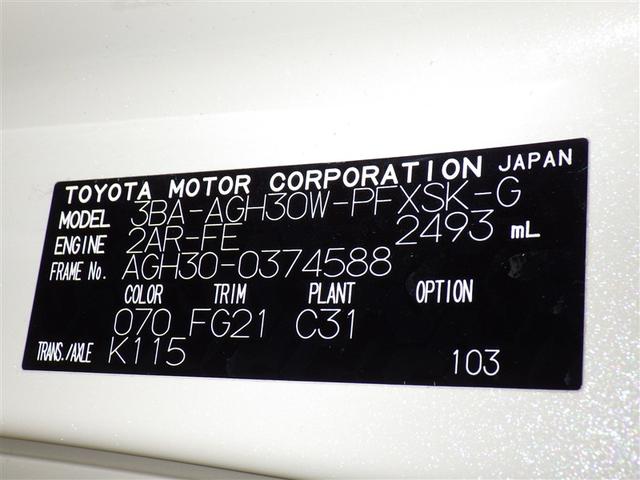 TOYOTA MOTOR CORPORATION JAPAN
MODEL 3BA-AGH30W-PFXSK-G
ENGINE 2AR-FE 2493 mL
FRAME No. AGH30-0374588
COLOR TRIM PLANT OPTION
070 FG21 C31
TRANS./AXLE K115 103